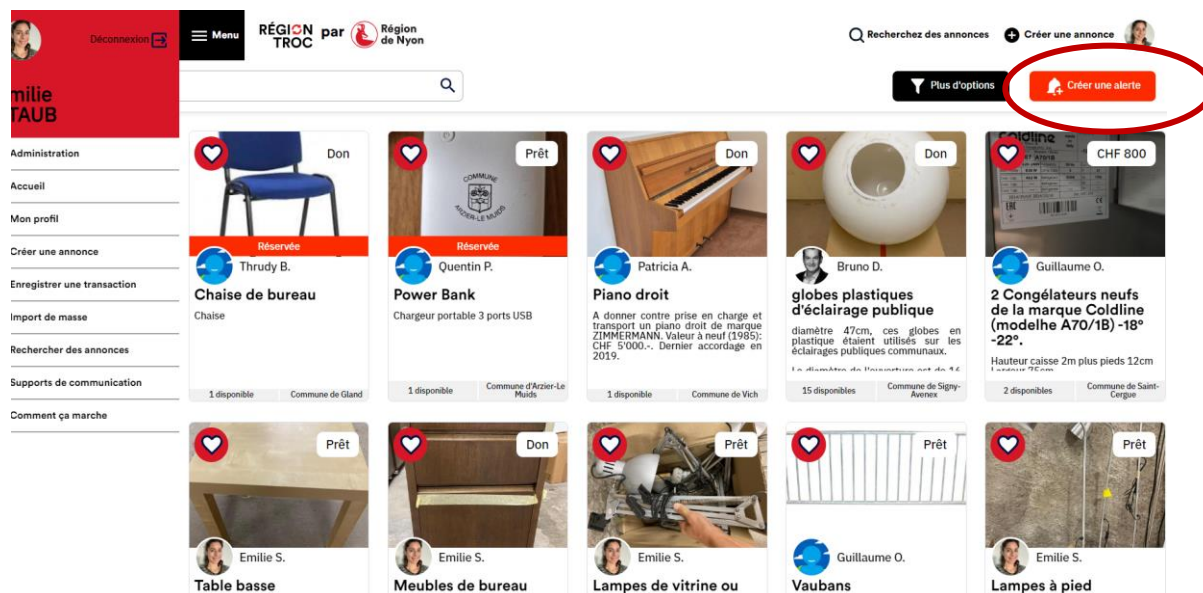 Déconnexion
Menu
RÉGION
TROC
par
Région
de Nyon
Recherchez des annonces
Créer une annonce
milie
TAUB
Plus d'options
Créer une alerte
Administration
Accueil
Mon profil
Créer une annonce
Enregistrer une transaction
Import de masse
Rechercher des annonces
Supports de communication
Comment ça marche
Don
Réservée
Thrudy B.
Chaise de bureau
Chaise
1 disponible
Commune de Gland
Prêt
COMMUNE
ARZIER-LE MUIDS
Réservée
Quentin P.
Power Bank
Chargeur portable 3 ports USB
1 disponible
Commune d'Arzier-Le
Muids
Don
Patricia A.
Piano droit
A donner contre prise en charge et
transport un piano droit de marque
ZIMMERMANN. Valeur à neuf (1985):
CHF 5'000.-. Dernier accordage en
2019.
1 disponible
Commune de Vich
Don
Bruno D.
globes plastiques
d'éclairage publique
diamètre 47cm, ces globes en
plastique étaient utilisés sur les
éclairages publiques communaux.
Le diamètre de l'ouverture est de 16
15 disponibles
Commune de Signy-
Avenex
Coldline
CHF 800
Guillaume O.
2 Congélateurs neufs
de la marque Coldline
(modelhe A70/1B) -18°
-22°.
Hauteur caisse 2m plus pieds 12cm
Largeur 75cm
2 disponibles
Commune de Saint-
Cergue
Prêt
Emilie S.
Table basse
Don
Emilie S.
Meubles de bureau
Prêt
Emilie S.
Lampes de vitrine ou
Prêt
Guillaume O.
Vaubans
Prêt
Emilie S.
Lampes à pied